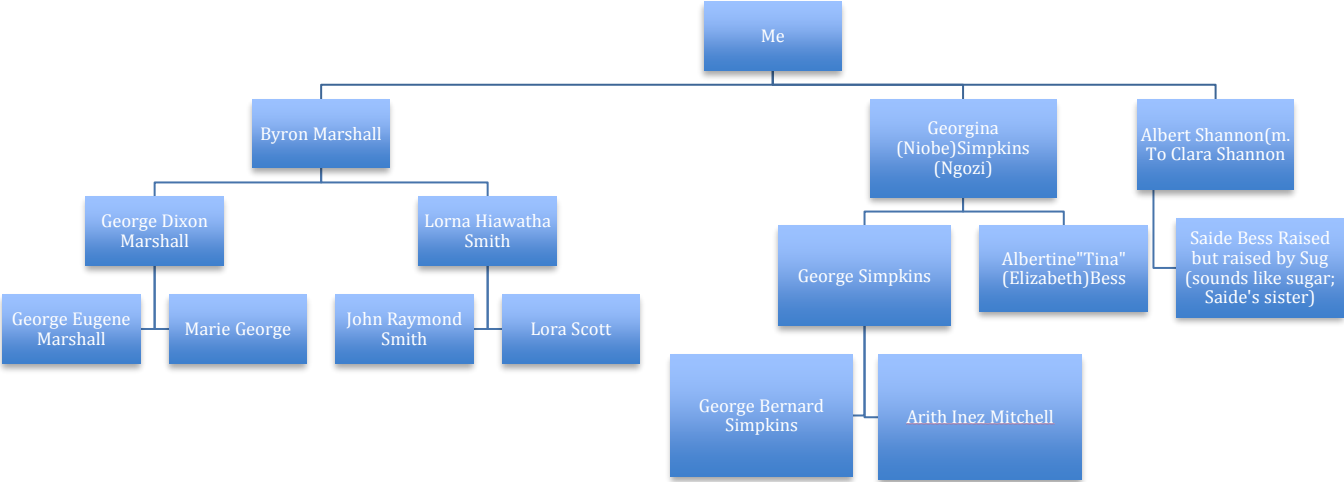 Me
Byron Marshall
Georgina
(Niobe)Simpkins
(Ngozi)
Albert Shannon(m.
To Clara Shannon
George Dixon
Marshall
Lorna Hiawatha
Smith
George Simpkins
Albertine"Tina"
(Elizabeth)Bess
Saide Bess Raised
but raised by Sug
(sounds like sugar;
Saide's sister)
George Eugene
Marshall
Marie George
John Raymond
Smith
Lora Scott
George Bernard
Simpkins
Arith Inez Mitchell